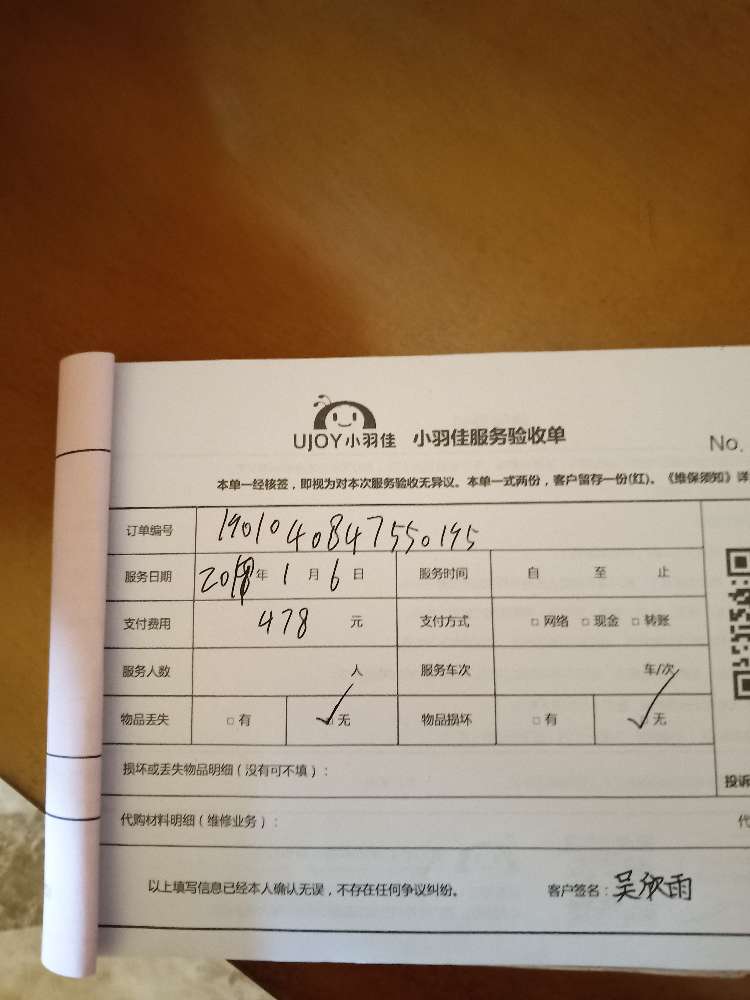 UJOY小羽佳 小羽佳服务验收单
No.
本单一经核签，即视为对本次服务验收无异议。本单一式两份，客户留存一份(红)。《维保须知》详
订单编号 1901040847550195
服务日期 2019年1月6日 服务时间 自 至 止
支付费用 478 元 支付方式 □网络 □现金 □转账
服务人数 人 服务车次 车/次
物品丢失 □有 ✓无 物品损坏 □有 ✓无
损坏或丢失物品明细（没有可不填）：
投诉
代购材料明细（维修业务）：
代
以上填写信息已经本人确认无误，不存在任何争议纠纷。 客户签名：吴欣雨